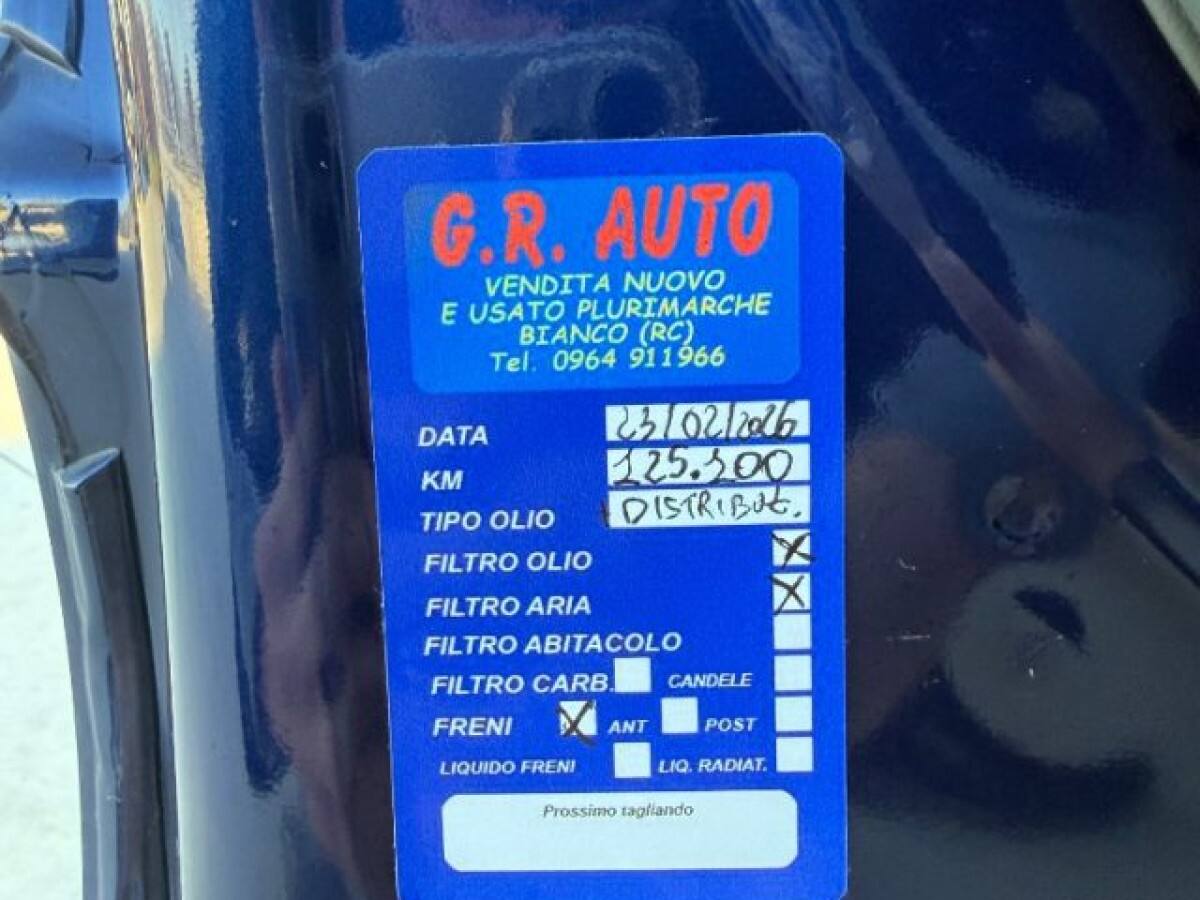 G.R. AUTO
VENDITA NUOVO
E USATO PLURIMARCHE
BIANCO (RC)
Tel. 0964 911966
DATA 23/02/2026
KM 125.100
TIPO OLIO DISTRIBUZ.
FILTRO OLIO X
FILTRO ARIA X
FILTRO ABITACOLO
FILTRO CARB. CANDELE
FRENI X ANT POST
LIQUIDO FRENI LIQ. RADIAT.
Prossimo tagliando